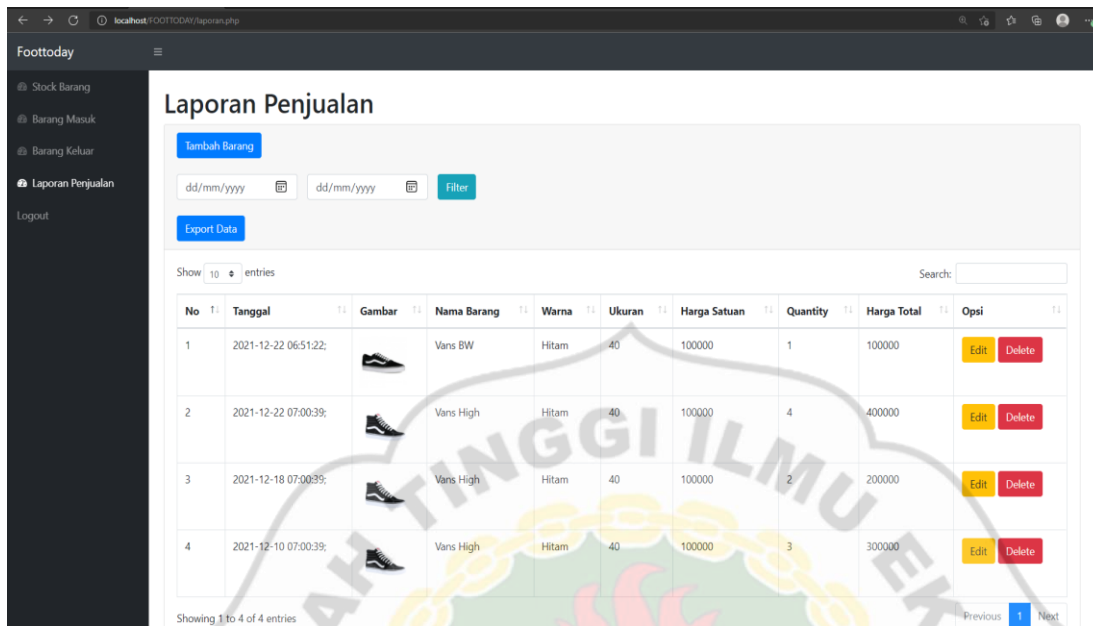 localhost/FOOTTODAY/laporan.php
Foottoday
Stock Barang
Barang Masuk
Barang Keluar
Laporan Penjualan
Logout
Laporan Penjualan
Tambah Barang
dd/mm/yyyy dd/mm/yyyy Filter
Export Data
Show 10 entries Search:
No Tanggal Gambar Nama Barang Warna Ukuran Harga Satuan Quantity Harga Total Opsi
1 2021-12-22 06:51:22; Vans BW Hitam 40 100000 1 100000 Edit Delete
2 2021-12-22 07:00:39; Vans High Hitam 40 100000 4 400000 Edit Delete
3 2021-12-18 07:00:39; Vans High Hitam 40 100000 2 200000 Edit Delete
4 2021-12-10 07:00:39; Vans High Hitam 40 100000 3 300000 Edit Delete
Showing 1 to 4 of 4 entries Previous 1 Next
AH TINGGI ILMU EK